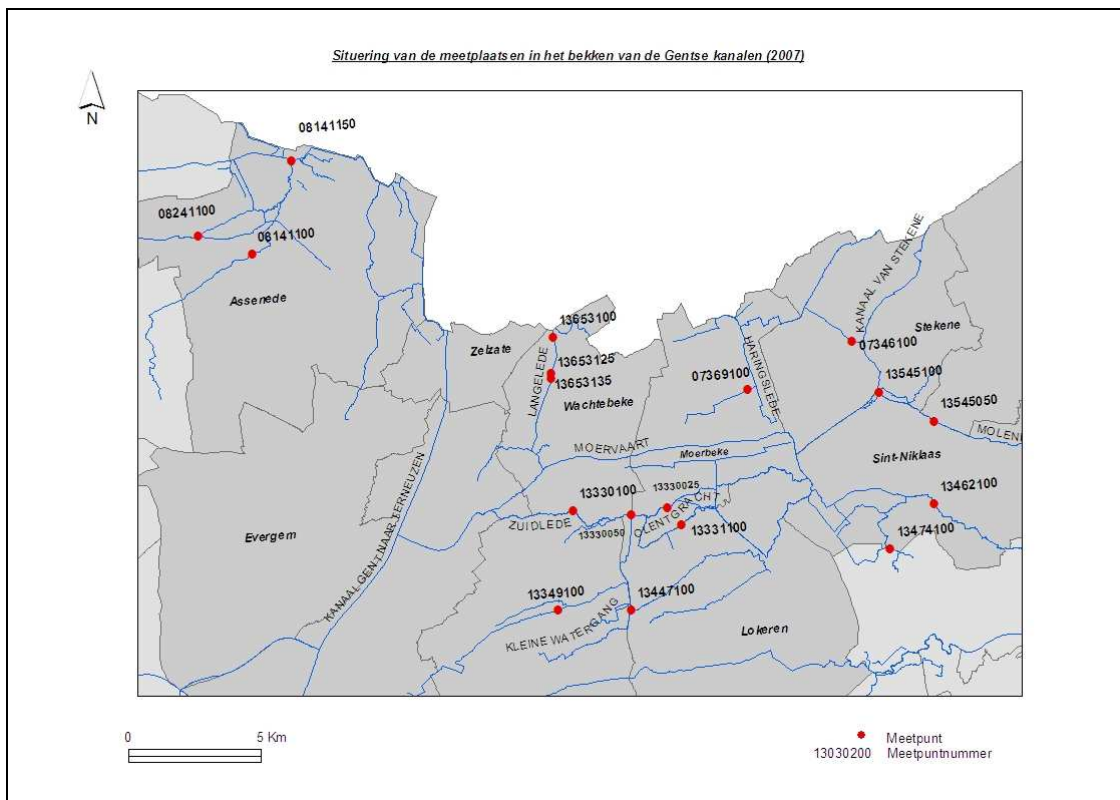 Situering van de meetplaatsen in het bekken van de Gentse kanalen (2007)
N
08141150
08241100
08141100
Assenede
KANAAL VAN STEKENE
Stekene
13653100
Zelzate
07346100
LANGELEDE
13653125
HARINGSLEDE
07369100
13545100
13653135
Wachtebeke
13545050
MOLENB
MOERVAART
Moerbeke
Sint-Niklaas
13330100
13330025
13462100
ZUIDLEDE
OLENTGRACHT
13330050
13331100
13474100
Evergem
KANAAL GENT NAAR TERNEUZEN
13349100
13447100
KLEINE WATERGANG
Lokeren
0
5 Km
Meetpunt
13030200 Meetpuntnummer